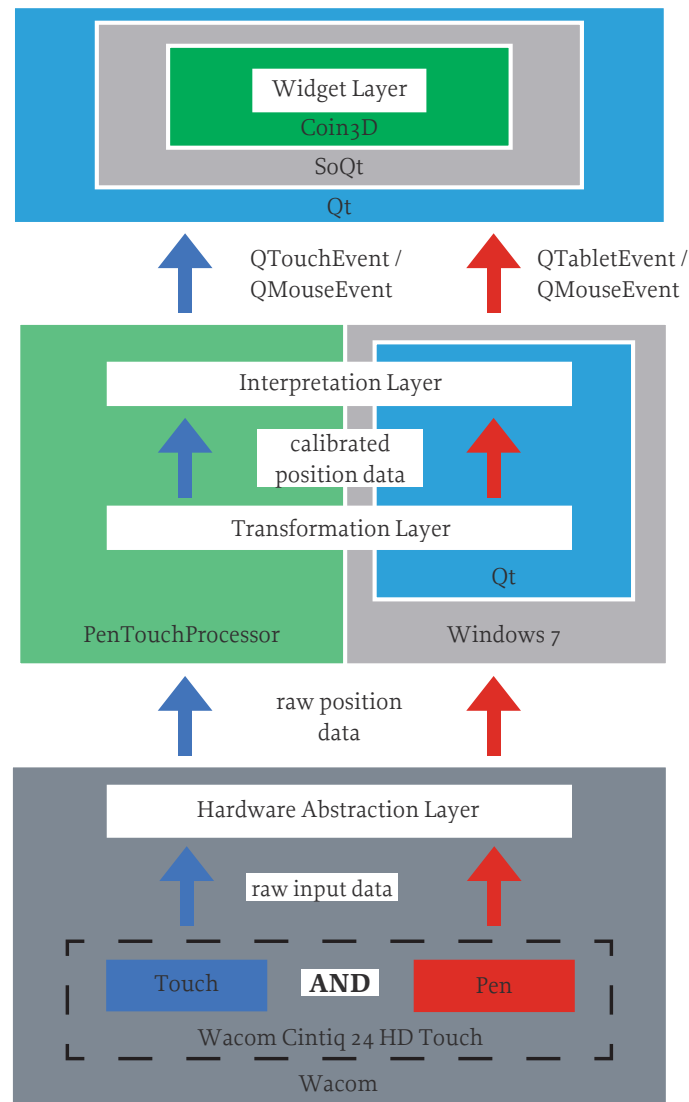 Widget Layer
Coin3D
SoQt
Qt
QTouchEvent /
QMouseEvent
QTabletEvent /
QMouseEvent
Interpretation Layer
calibrated
position data
Transformation Layer
Qt
PenTouchProcessor
Windows 7
raw position
data
Hardware Abstraction Layer
raw input data
Touch
AND
Pen
Wacom Cintiq 24 HD Touch
Wacom